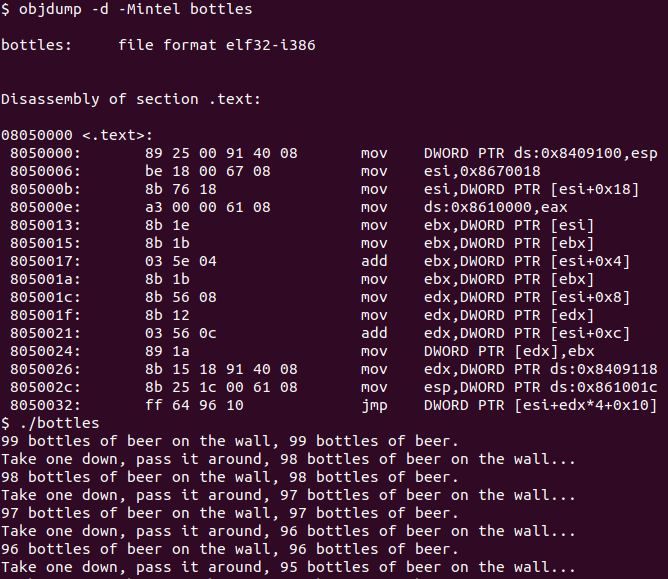 $ objdump -d -Mintel bottles
bottles:     file format elf32-i386
Disassembly of section .text:
08050000 <.text>:
 8050000:	89 25 00 91 40 08    	mov    DWORD PTR ds:0x8409100,esp
 8050006:	be 18 00 67 08       	mov    esi,0x8670018
 805000b:	8b 76 18             	mov    esi,DWORD PTR [esi+0x18]
 805000e:	a3 00 00 61 08       	mov    ds:0x8610000,eax
 8050013:	8b 1e                	mov    ebx,DWORD PTR [esi]
 8050015:	8b 1b                	mov    ebx,DWORD PTR [ebx]
 8050017:	03 5e 04             	add    ebx,DWORD PTR [esi+0x4]
 805001a:	8b 1b                	mov    ebx,DWORD PTR [ebx]
 805001c:	8b 56 08             	mov    edx,DWORD PTR [esi+0x8]
 805001f:	8b 12                	mov    edx,DWORD PTR [edx]
 8050021:	03 56 0c             	add    edx,DWORD PTR [esi+0xc]
 8050024:	89 1a                	mov    DWORD PTR [edx],ebx
 8050026:	8b 15 18 91 40 08    	mov    edx,DWORD PTR ds:0x8409118
 805002c:	8b 25 1c 00 61 08    	mov    esp,DWORD PTR ds:0x861001c
 8050032:	ff 64 96 10          	jmp    DWORD PTR [esi+edx*4+0x10]
$ ./bottles
99 bottles of beer on the wall, 99 bottles of beer.
Take one down, pass it around, 98 bottles of beer on the wall...
98 bottles of beer on the wall, 98 bottles of beer.
Take one down, pass it around, 97 bottles of beer on the wall...
97 bottles of beer on the wall, 97 bottles of beer.
Take one down, pass it around, 96 bottles of beer on the wall...
96 bottles of beer on the wall, 96 bottles of beer.
Take one down, pass it around, 95 bottles of beer on the wall...